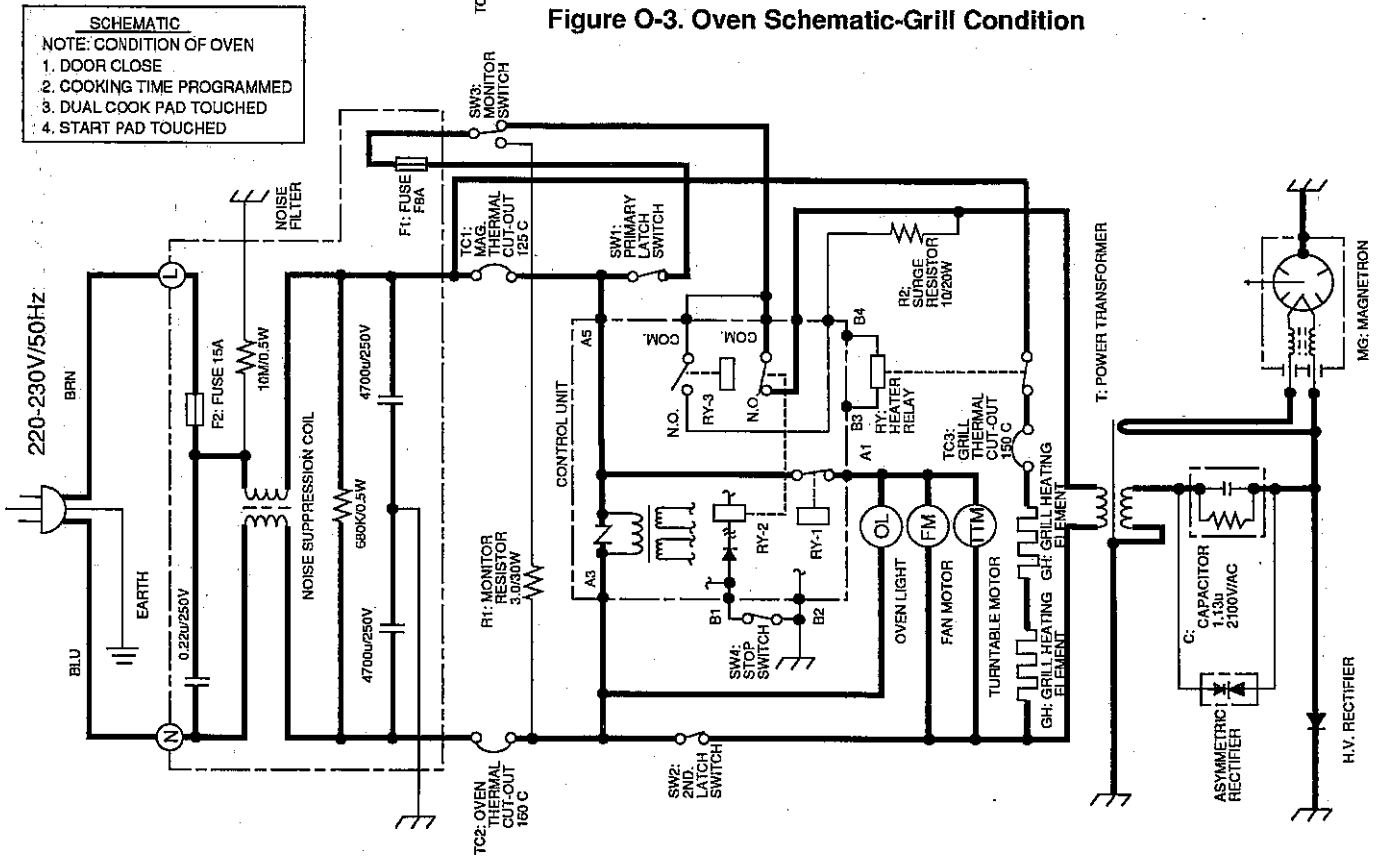 TC
Figure O-3. Oven Schematic-Grill Condition
SCHEMATIC
NOTE: CONDITION OF OVEN
1. DOOR CLOSE
2. COOKING TIME PROGRAMMED
3. DUAL COOK PAD TOUCHED
4. START PAD TOUCHED
220-230V/50Hz
BRN
BLU
EARTH
L
N
F2: FUSE 15A
0.22u/250V
10M/0.5W
NOISE
FILTER
NOISE SUPPRESSION COIL
680K/0.5W
4700u/250V
4700u/250V
F1: FUSE
F8A
SW3:
MONITOR
SWITCH
TC1:
MAG.
THERMAL
CUT-OUT
125 C
SW1:
PRIMARY
LATCH
SWITCH
R1: MONITOR
RESISTOR
3.0/30W
TC2: OVEN
THERMAL
CUT-OUT
160 C
SW2:
2ND.
LATCH
SWITCH
CONTROL UNIT
A5
A3
A1
COM.
COM.
N.O.
N.O.
RY-3
RY-2
RY-1
B1
B2
B3
B4
SW4:
STOP
SWITCH
RY:
HEATER
RELAY
R2:
SURGE
RESISTOR
10/20W
OL
FM
TTM
OVEN LIGHT
FAN MOTOR
TURNTABLE MOTOR
TC3:
GRILL
THERMAL
CUT-OUT
150 C
GH: GRILL HEATING
ELEMENT
GH: GRILL HEATING
ELEMENT
T: POWER TRANSFORMER
C:
CAPACITOR
1.13u
2100V/AC
ASYMMETRIC
RECTIFIER
H.V. RECTIFIER
MG: MAGNETRON